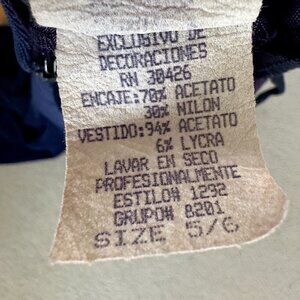 EXCLUSIVO DE
DECORACIONES
RN 30426
ENCAJE:70% ACETATO
30% NILON
VESTIDO:94% ACETATO
6% LYCRA
LAVAR EN SECO
PROFESIONALMENTE
ESTILO# 1232
GRUPO# 8201
SIZE 5/6